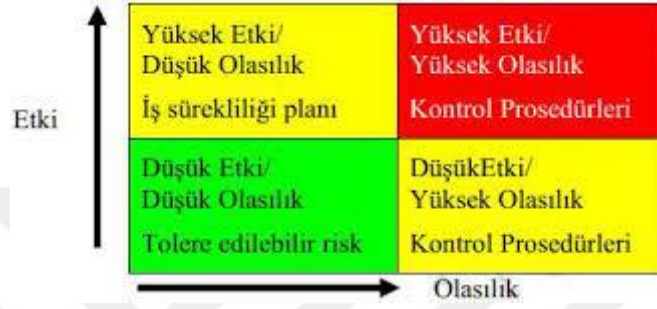 Etki
Yüksek Etki/
Düşük Olasılık
İş sürekliliği planı
Yüksek Etki/
Yüksek Olasılık
Kontrol Prosedürleri
Düşük Etki/
Düşük Olasılık
Tolere edilebilir risk
DüşükEtki/
Yüksek Olasılık
Kontrol Prosedürleri
Olasılık